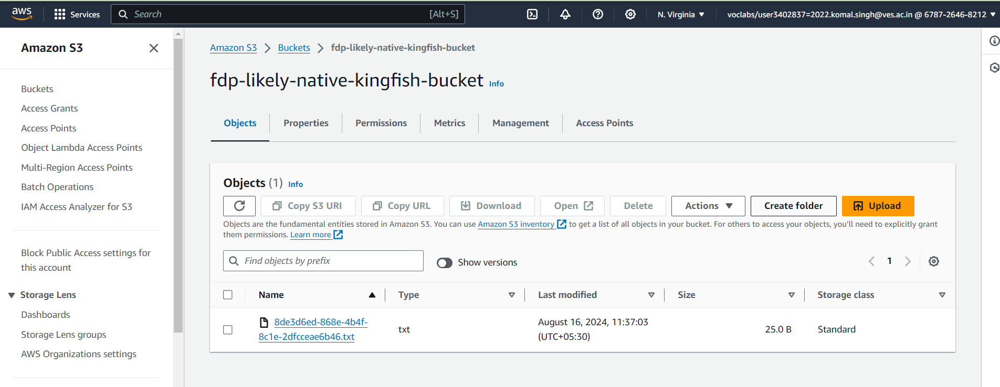 aws
Services
Search [Alt+S]
N. Virginia
voclabs/user3402837=2022.komal.singh@ves.ac.in @ 6787-2646-8212
Amazon S3
Buckets
Access Grants
Access Points
Object Lambda Access Points
Multi-Region Access Points
Batch Operations
IAM Access Analyzer for S3
Block Public Access settings for
this account
Storage Lens
Dashboards
Storage Lens groups
AWS Organizations settings
Amazon S3 > Buckets > fdp-likely-native-kingfish-bucket
fdp-likely-native-kingfish-bucket Info
Objects Properties Permissions Metrics Management Access Points
Objects (1) Info
Copy S3 URI Copy URL Download Open Delete Actions Create folder Upload
Objects are the fundamental entities stored in Amazon S3. You can use Amazon S3 inventory to get a list of all objects in your bucket. For others to access your objects, you'll need to explicitly grant
them permissions. Learn more
Find objects by prefix Show versions 1
Name Type Last modified Size Storage class
8de3d6ed-868e-4b4f- txt August 16, 2024, 11:37:03 25.0 B Standard
8c1e-2dfcceae6b46.txt (UTC+05:30)